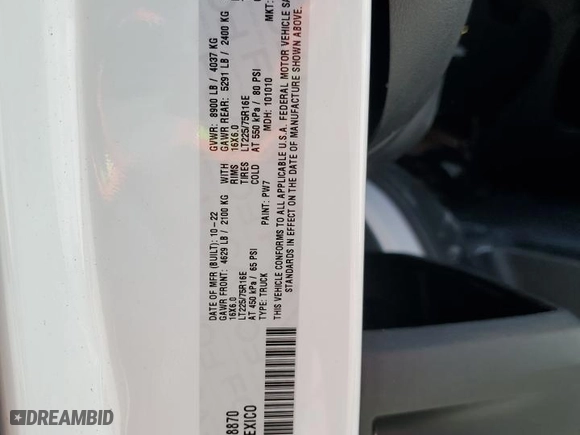 DATE OF MFR (BUILT): 10-22 GVWR: 8900 LB / 4037 KG
GAWR FRONT: 4629 LB / 2100 KG WITH GAWR REAR: 5291 LB / 2400 KG
16X6.0 RIMS 16X6.0
LT225/75R16E TIRES LT225/75R16E
AT 450 kPa / 65 PSI COLD AT 550 kPa / 80 PSI
TYPE: TRUCK PAINT: PW7 MDH: 101010 MKT:
THIS VEHICLE CONFORMS TO ALL APPLICABLE U.S.A. FEDERAL MOTOR VEHICLE SA
STANDARDS IN EFFECT ON THE DATE OF MANUFACTURE SHOWN ABOVE.
8870
EXICO
DREAMBID